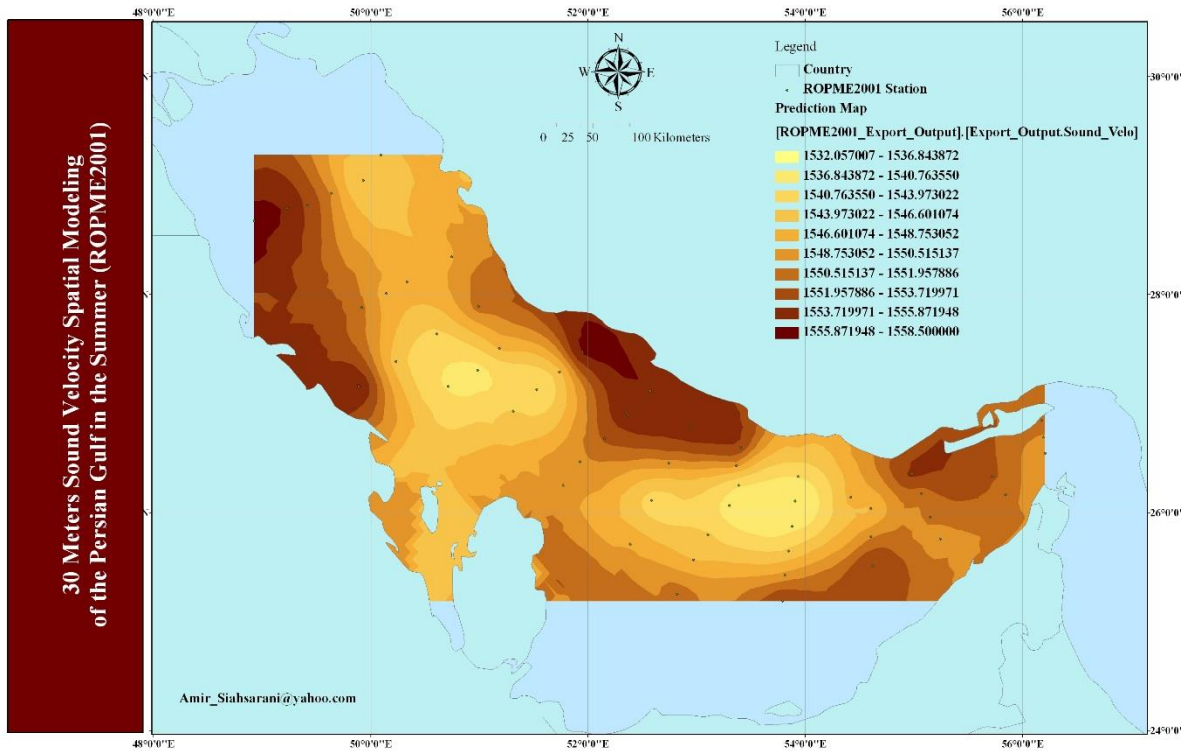 30 Meters Sound Velocity Spatial Modeling
of the Persian Gulf in the Summer (ROPME2001)
48°0'0"E 50°0'0"E 52°0'0"E 54°0'0"E 56°0'0"E
N
W E
S
0 25 50 100 Kilometers
Legend
Country
ROPME2001 Station
Prediction Map
[ROPME2001_Export_Output].[Export_Output.Sound_Velo]
1532.057007 - 1536.843872
1536.843872 - 1540.763550
1540.763550 - 1543.973022
1543.973022 - 1546.601074
1546.601074 - 1548.753052
1548.753052 - 1550.515137
1550.515137 - 1551.957886
1551.957886 - 1553.719971
1553.719971 - 1555.871948
1555.871948 - 1558.500000
30°0'0"N
28°0'0"N
26°0'0"N
24°0'0"N
Amir_Siahsarani@yahoo.com
48°0'0"E 50°0'0"E 52°0'0"E 54°0'0"E 56°0'0"E